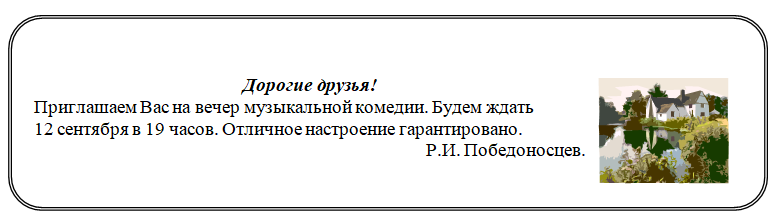 Дорогие друзья!
Приглашаем Вас на вечер музыкальной комедии. Будем ждать
12 сентября в 19 часов. Отличное настроение гарантировано.
Р.И. Победоносцев.